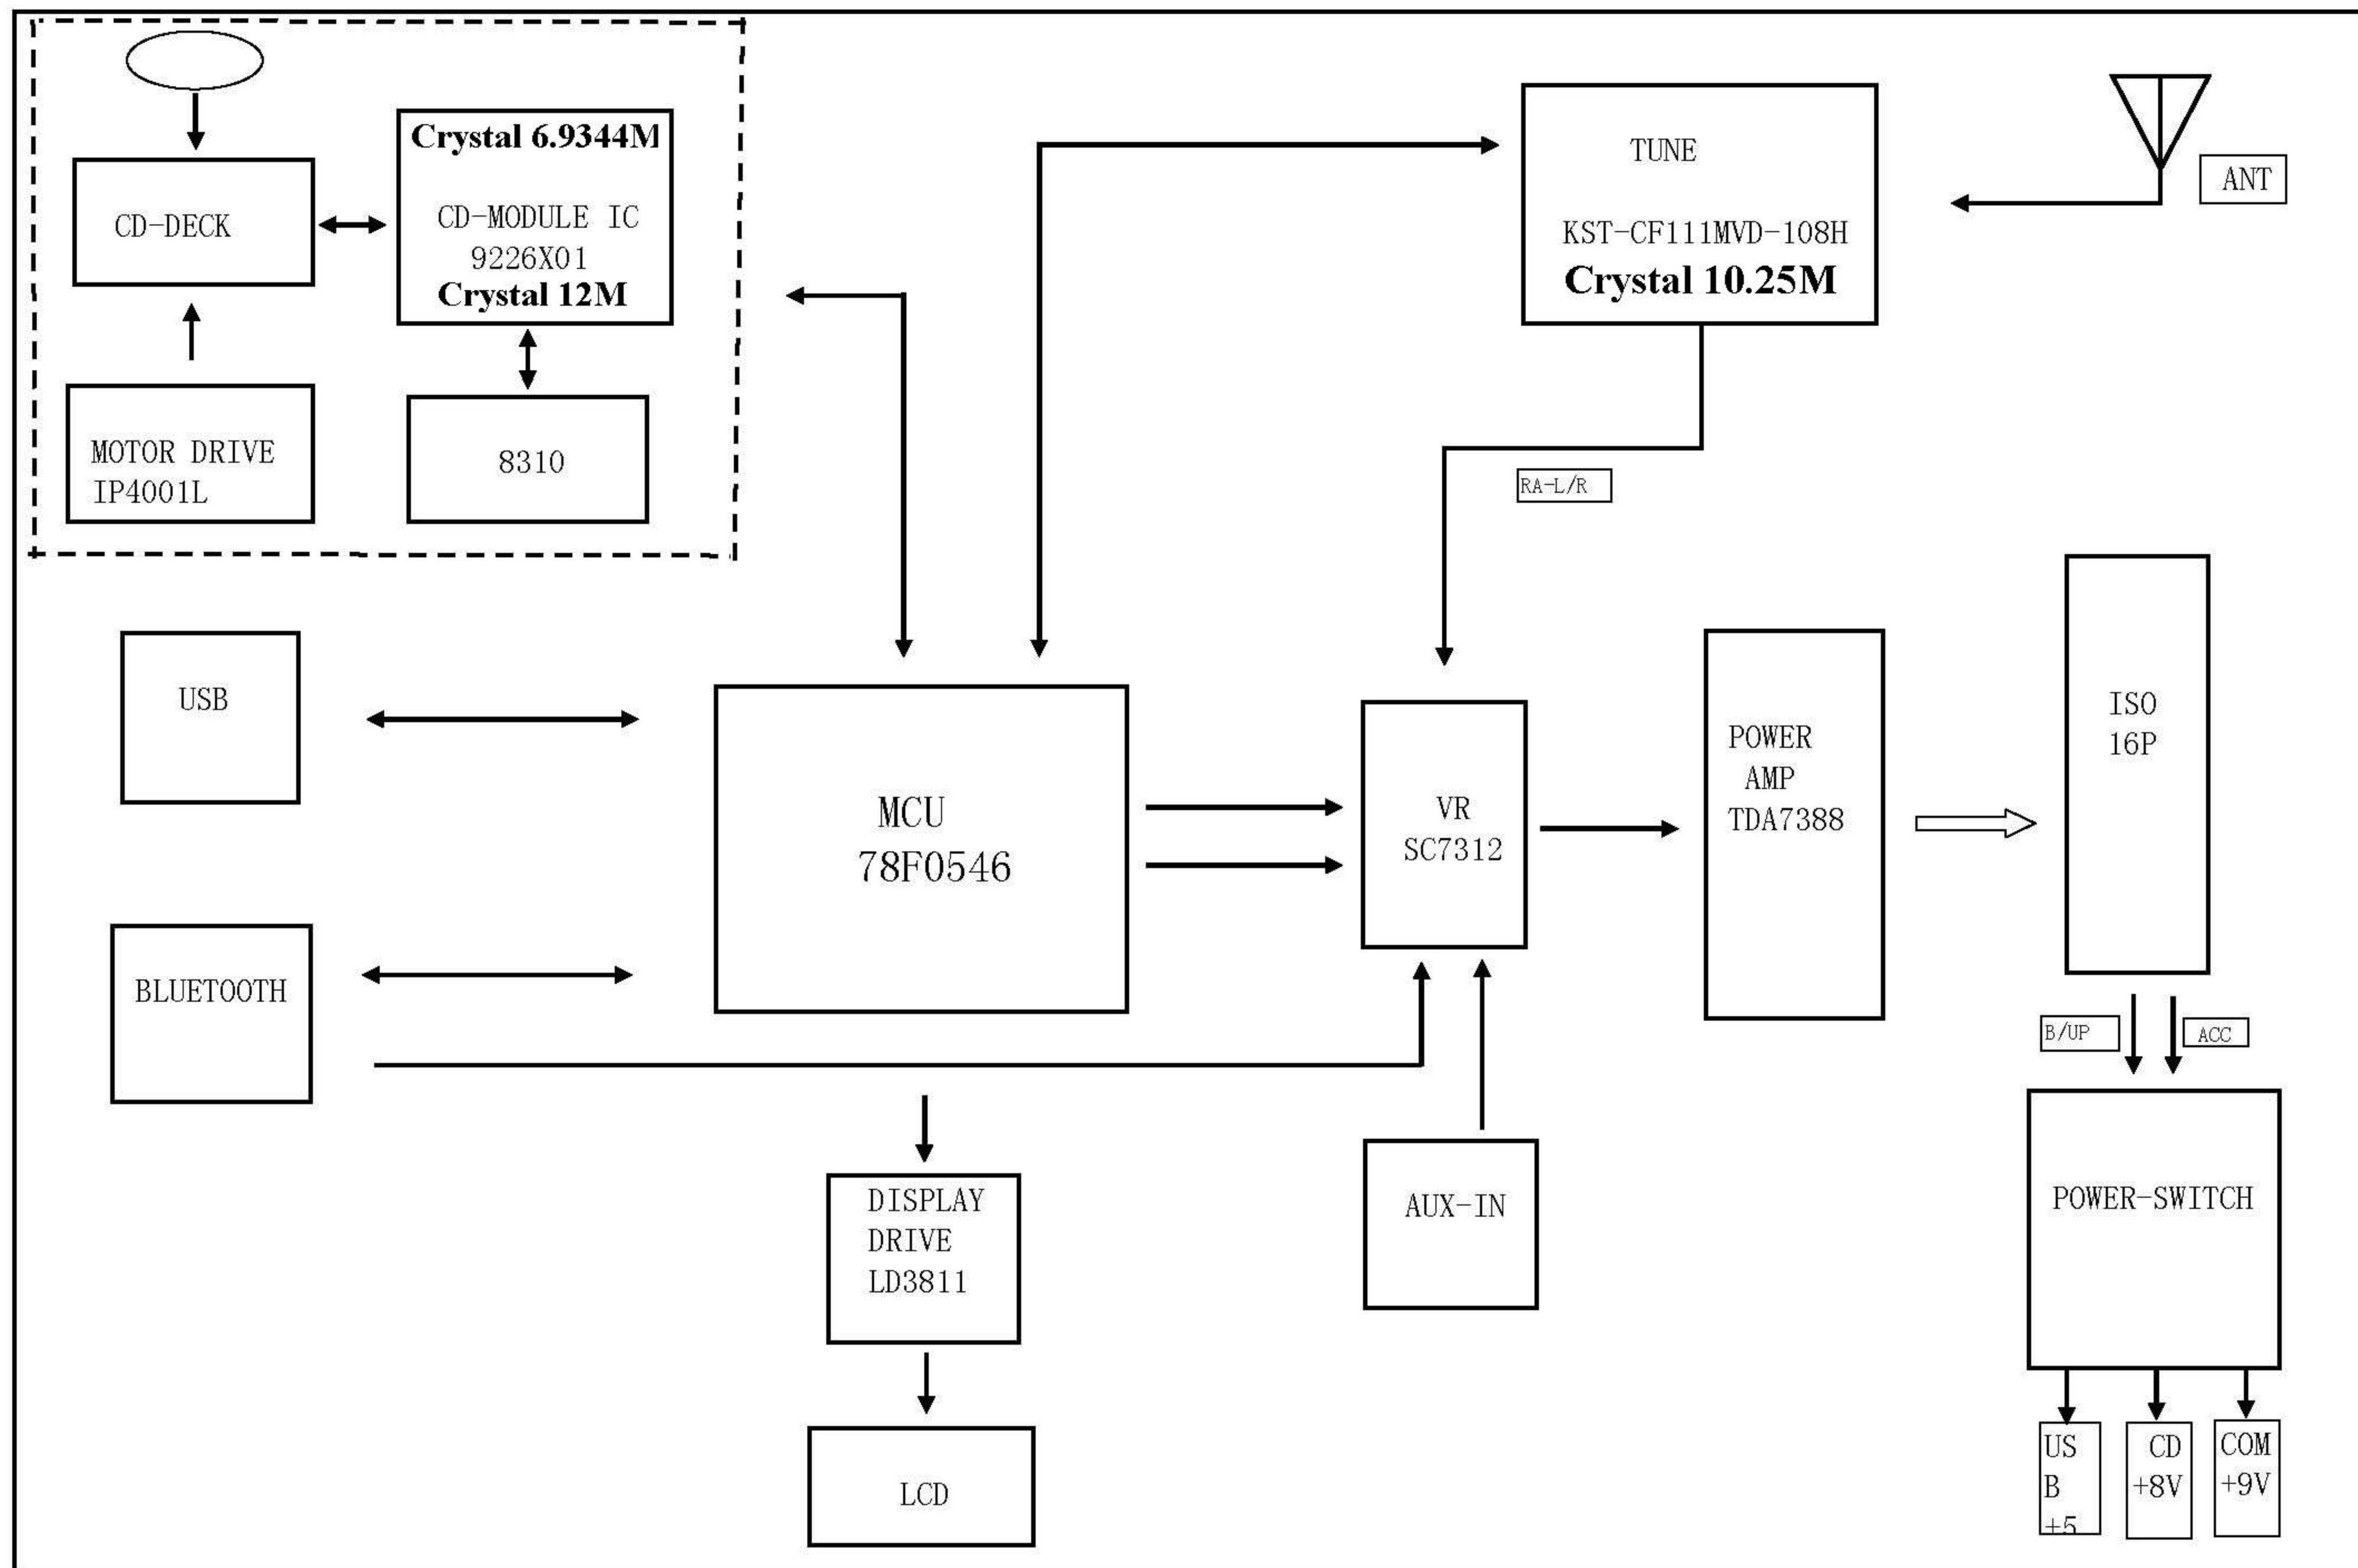 Crystal 6.9344M
CD-MODULE IC
9226X01
Crystal 12M
CD-DECK
MOTOR DRIVE
IP4001L
8310
TUNE
KST-CF111MVD-108H
Crystal 10.25M
ANT
RA-L/R
USB
BLUETOOTH
MCU
78F0546
VR
SC7312
POWER
AMP
TDA7388
ISO
16P
B/UP
ACC
DISPLAY
DRIVE
LD3811
AUX-IN
POWER-SWITCH
LCD
US
B
+5
CD
+8V
COM
+9V